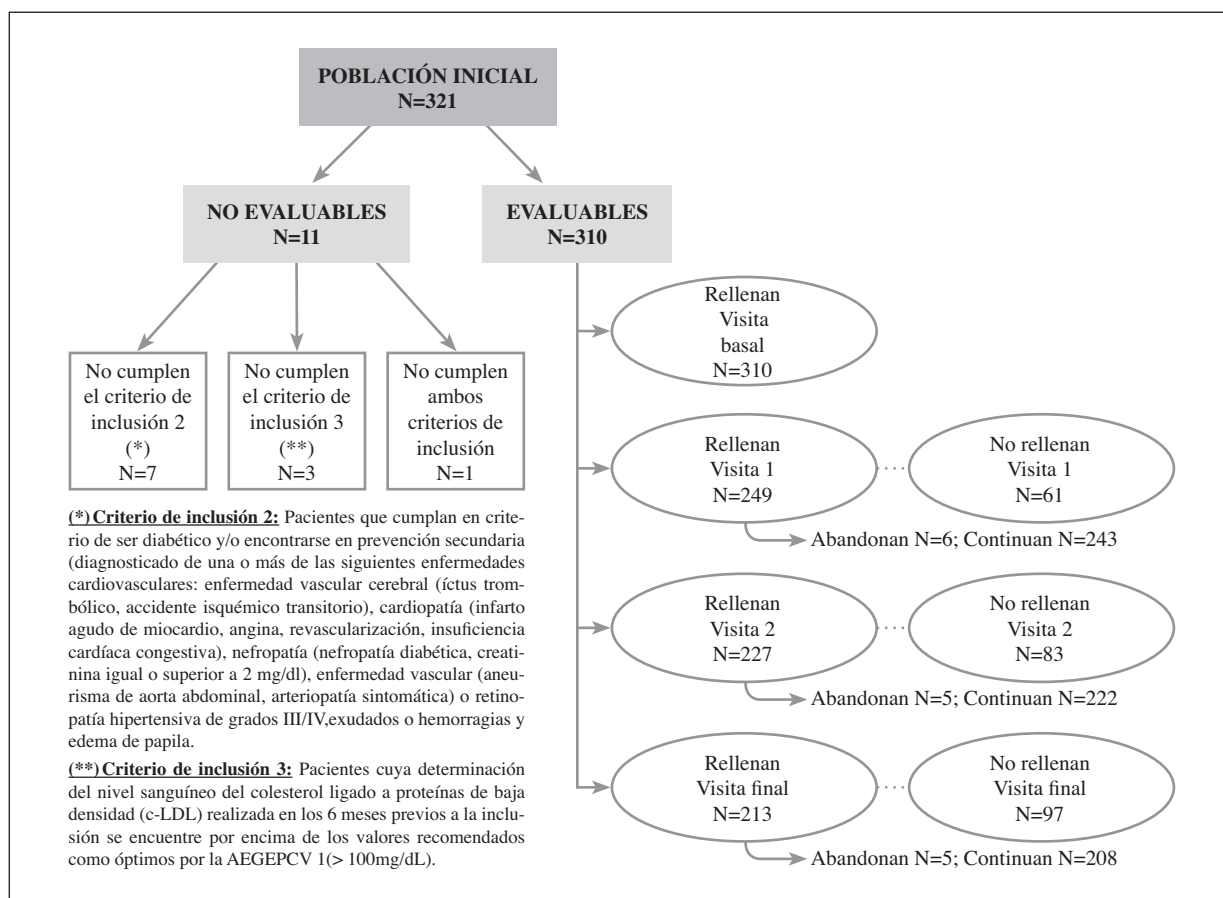 POBLACIÓN INICIAL
N=321
NO EVALUABLES
N=11
EVALUABLES
N=310
No cumplen
el criterio de
inclusión 2
(*)
N=7
No cumplen
el criterio de
inclusión 3
(**)
N=3
No cumplen
ambos
criterios de
inclusión
N=1
Rellenan
Visita
basal
N=310
Rellenan
Visita 1
N=249
No rellenan
Visita 1
N=61
Abandonan N=6; Continuan N=243
Rellenan
Visita 2
N=227
No rellenan
Visita 2
N=83
Abandonan N=5; Continuan N=222
Rellenan
Visita final
N=213
No rellenan
Visita final
N=97
Abandonan N=5; Continuan N=208
(*)Criterio de inclusión 2: Pacientes que cumplan en crite-
rio de ser diabético y/o encontrarse en prevención secundaria
(diagnosticado de una o más de las siguientes enfermedades
cardiovasculares: enfermedad vascular cerebral (íctus trom-
bólico, accidente isquémico transitorio), cardiopatía (infarto
agudo de miocardio, angina, revascularización, insuficiencia
cardíaca congestiva), nefropatía (nefropatía diabética, creati-
nina igual o superior a 2 mg/dl), enfermedad vascular (aneu-
risma de aorta abdominal, arteriopatía sintomática) o retino-
patía hipertensiva de grados III/IV,exudados o hemorragias y
edema de papila.
(**)Criterio de inclusión 3: Pacientes cuya determinación
del nivel sanguíneo del colesterol ligado a proteínas de baja
densidad (c-LDL) realizada en los 6 meses previos a la inclu-
sión se encuentre por encima de los valores recomendados
como óptimos por la AEGEPCV 1(> 100mg/dL).